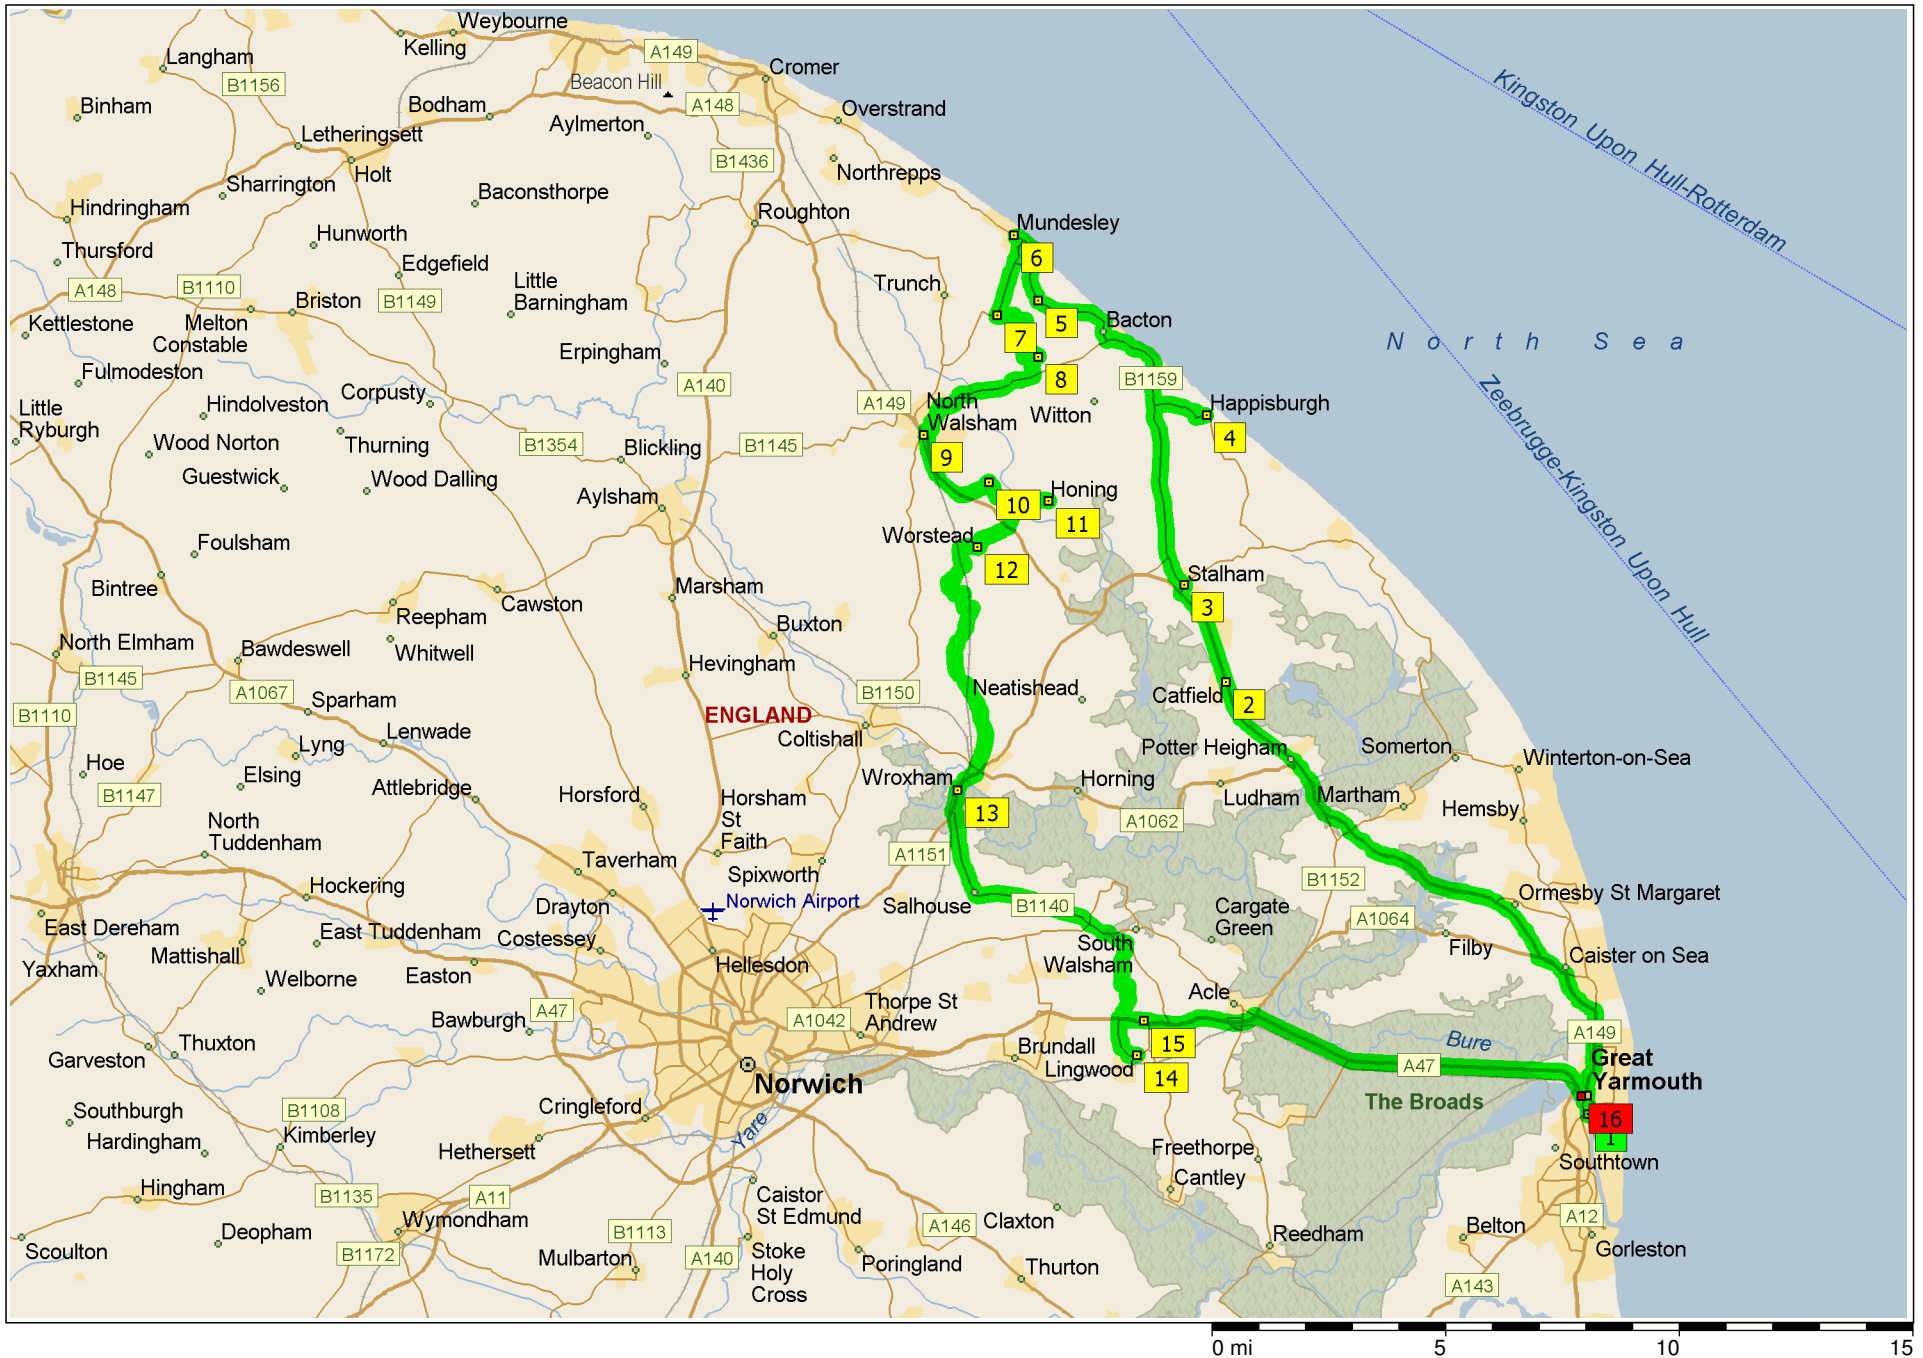 Weybourne
Kelling
A149
Cromer
Langham
B1156
Beacon Hill
Kingston Upon Hull-Rotterdam
Binham
Bodham
A148
Overstrand
Aylmerton
Letheringsett
B1436
Holt
Northrepps
Sharrington
Baconsthorpe
Hindringham
Roughton
Mundesley
Hunworth
Thursford
6
Edgefield
Trunch
A148
B1110
B1149
Little
Barningham
Briston
Kettlestone
Melton
Constable
5
Bacton
7
North Sea
Erpingham
Fulmodeston
8
B1159
A140
Corpusty
Zeebrugge-Kingston Upon Hull
Little
Ryburgh
Hindolveston
A149
North
Walsham
Witton
Happisburgh
4
Wood Norton
Thurning
B1354
Blickling
B1145
9
Guestwick
Wood Dalling
Aylsham
Honing
10
11
Foulsham
Worstead
12
Bintree
Marsham
Stalham
3
Reepham
Cawston
Buxton
North Elmham
Bawdeswell
Whitwell
Hevingham
B1145
A1067
Neatishead
Catfield
2
B1150
Sparham
B1110
ENGLAND
Coltishall
Lenwade
Lyng
Potter Heigham
Somerton
Winterton-on-Sea
Hoe
Elsing
Wroxham
Horning
B1147
Attlebridge
Horsford
Horsham
St
Faith
Ludham
Martham
Hemsby
13
A1062
North
Tuddenham
A1151
Taverham
Spixworth
B1152
Hockering
Ormesby St Margaret
Norwich Airport
Drayton
Salhouse
B1140
Cargate
Green
A1064
East Dereham
East Tuddenham
Costessey
South
Walsham
Filby
Mattishall
Caister on Sea
Yaxham
Welborne
Easton
Hellesdon
Acle
Thorpe St
Andrew
A47
A1042
Bawburgh
A149
Bure
Thuxton
Garveston
15
Brundall
Lingwood
14
A47
Great
Yarmouth
Norwich
The Broads
16
1
Southburgh
B1108
Cringleford
Yare
Hardingham
Kimberley
Hethersett
Freethorpe
Southtown
Cantley
Hingham
B1135
A11
Caistor
St Edmund
A146
Claxton
A12
Deopham
Wymondham
B1113
Belton
Reedham
Scoulton
B1172
Mulbarton
A140
Stoke
Holy
Cross
Poringland
Thurton
Gorleston
A143
0 mi
5
10
15